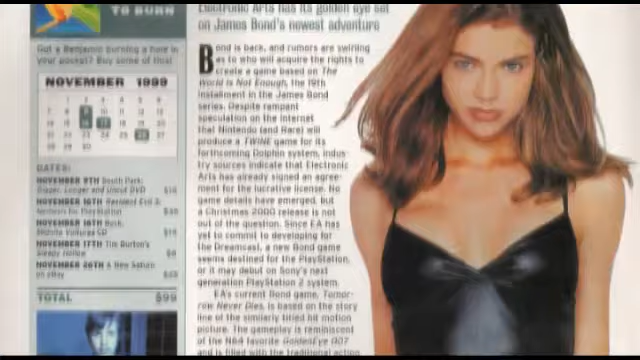 TO BURN
Got a Benjamin burning a hole in
your pocket? Buy some of this!
NOVEMBER 1999
DATES:
NOVEMBER 9TH South Park:
Bigger, Longer and Uncut DVD
NOVEMBER 16TH Resident Evil 3:
Nemesis for PlayStation
NOVEMBER 16TH Beck:
Midnite Vultures CD
NOVEMBER 17TH Tim Burton's
Sleepy Hollow
NOVEMBER 26TH A New Saturn
on eBay
TOTAL $99
Electronic Arts has its golden eye set
on James Bond's newest adventure
Bond is back, and rumors are swirling
as to who will acquire the rights to
create a game based on The
World Is Not Enough, the 19th
installment in the James Bond
series. Despite rampant
speculation on the internet
that Nintendo (and Rare) will
produce a TWINE game for its
forthcoming Dolphin system, indus-
try sources indicate that Electronic
Arts has already signed an agree-
ment for the lucrative license. No
game details have emerged, but
a Christmas 2000 release is not
out of the question. Since EA has
yet to commit to developing for
the Dreamcast, a new Bond game
seems destined for the PlayStation,
or it may debut on Sony's next
generation PlayStation 2 system.
EA's current Bond game, Tomor-
row Never Dies, is based on the story
line of the similarly titled hit motion
picture. The gameplay is reminiscent
of the N64 favorite GoldenEye 007
and is filled with the traditional action